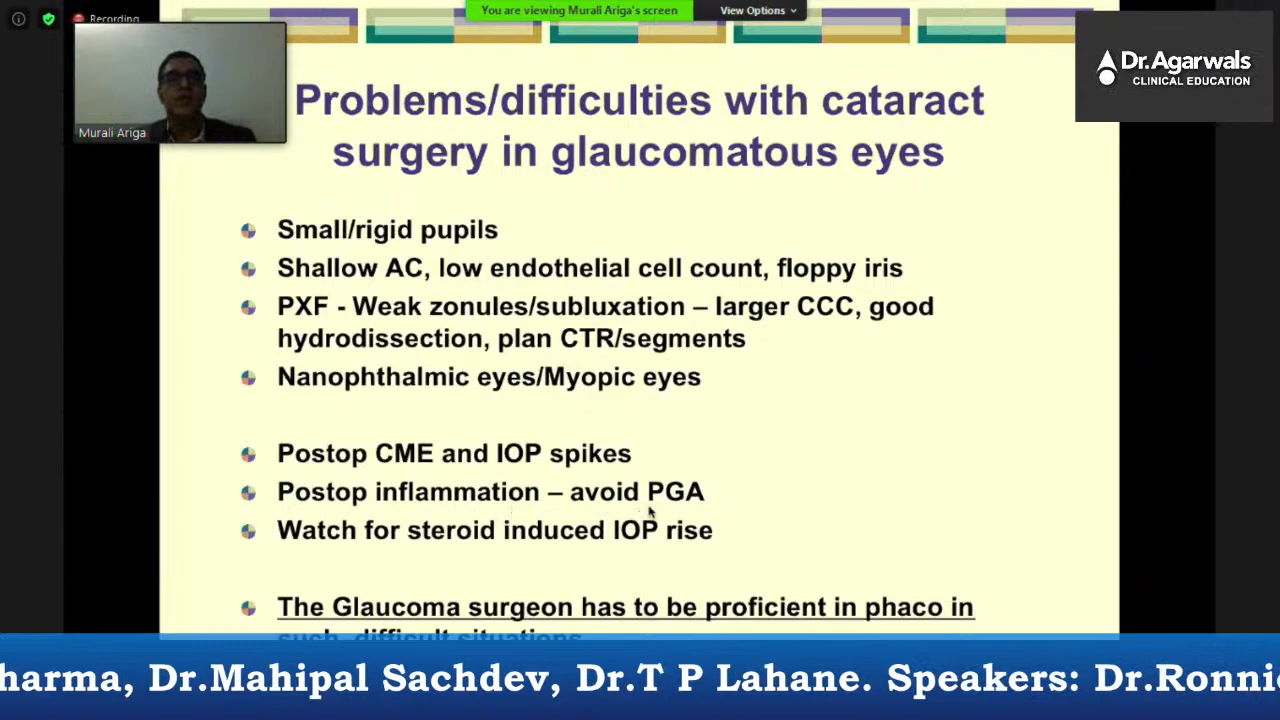 Recording
You are viewing Murali Ariga's screen
View Options
Dr.Agarwals
CLINICAL EDUCATION
Murali Ariga
Problems/difficulties with cataract
surgery in glaucomatous eyes
Small/rigid pupils
Shallow AC, low endothelial cell count, floppy iris
PXF - Weak zonules/subluxation – larger CCC, good
hydrodissection, plan CTR/segments
Nanophthalmic eyes/Myopic eyes
Postop CME and IOP spikes
Postop inflammation – avoid PGA
Watch for steroid induced IOP rise
The Glaucoma surgeon has to be proficient in phaco in
such difficult situations
harma, Dr.Mahipal Sachdev, Dr.T P Lahane. Speakers: Dr.Ronnie